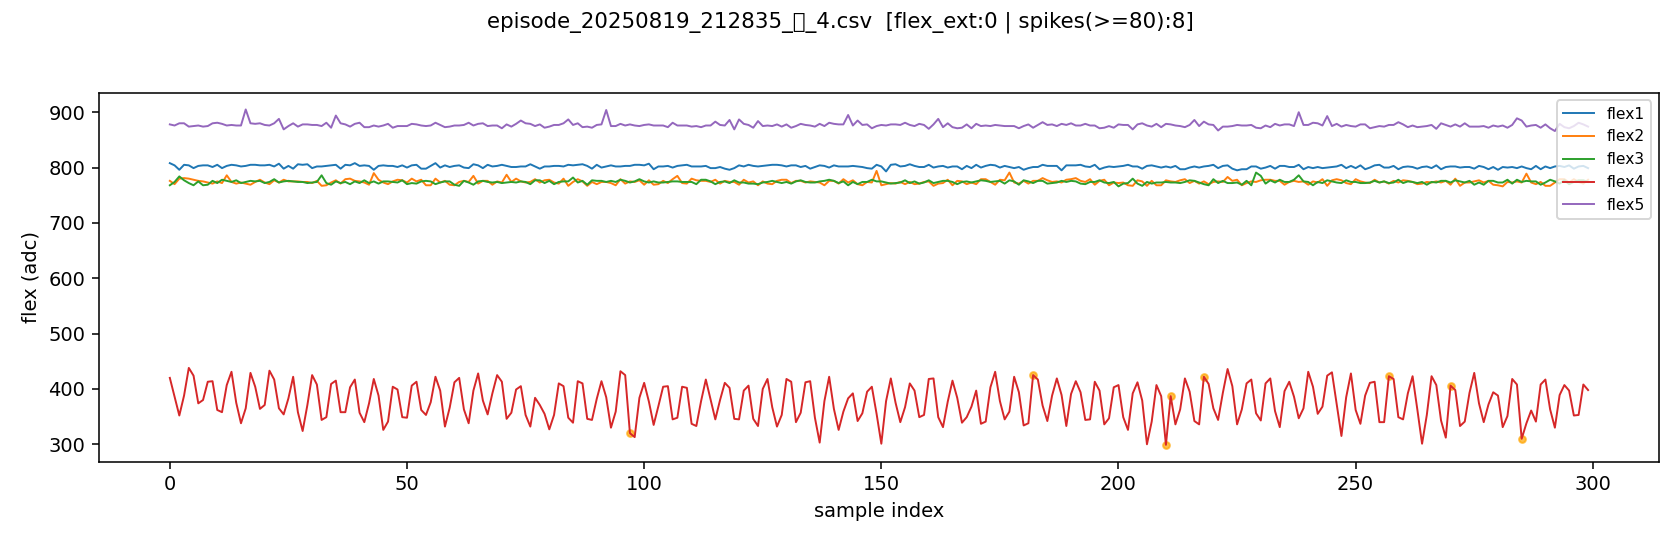 episode_20250819_212835_▯_4.csv [flex_ext:0 | spikes(>=80):8]
flex (adc)
900
800
700
600
500
400
300
flex1
flex2
flex3
flex4
flex5
0
50
100
150
200
250
300
sample index